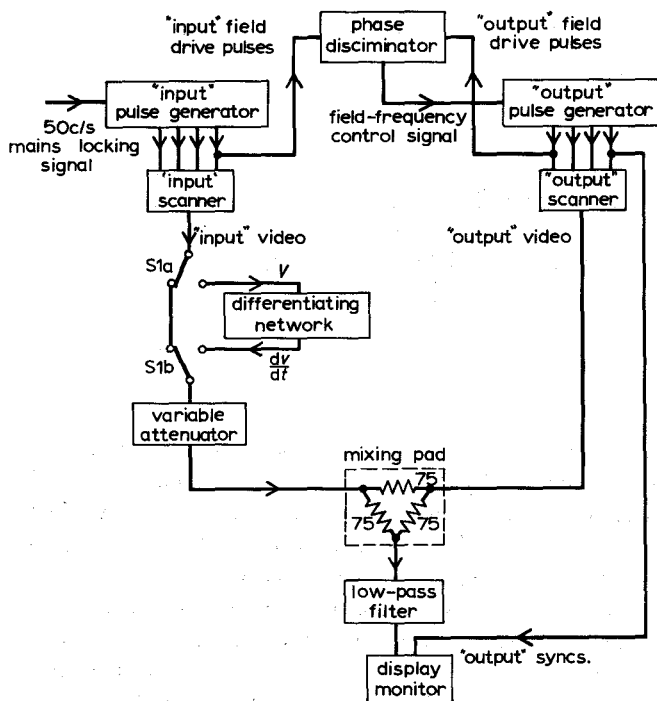 "input" field
drive pulses
phase
disciminator
"output" field
drive pulses
"input"
pulse generator
"output"
pulse generator
50c/s
mains locking
signal
field-frequency
control signal
"input"
scanner
"output"
scanner
"input" video
"output" video
S1a
V
differentiating
network
S1b
dv
dt
variable
attenuator
mixing pad
75
75
75
low-pass
filter
"output" syncs.
display
monitor